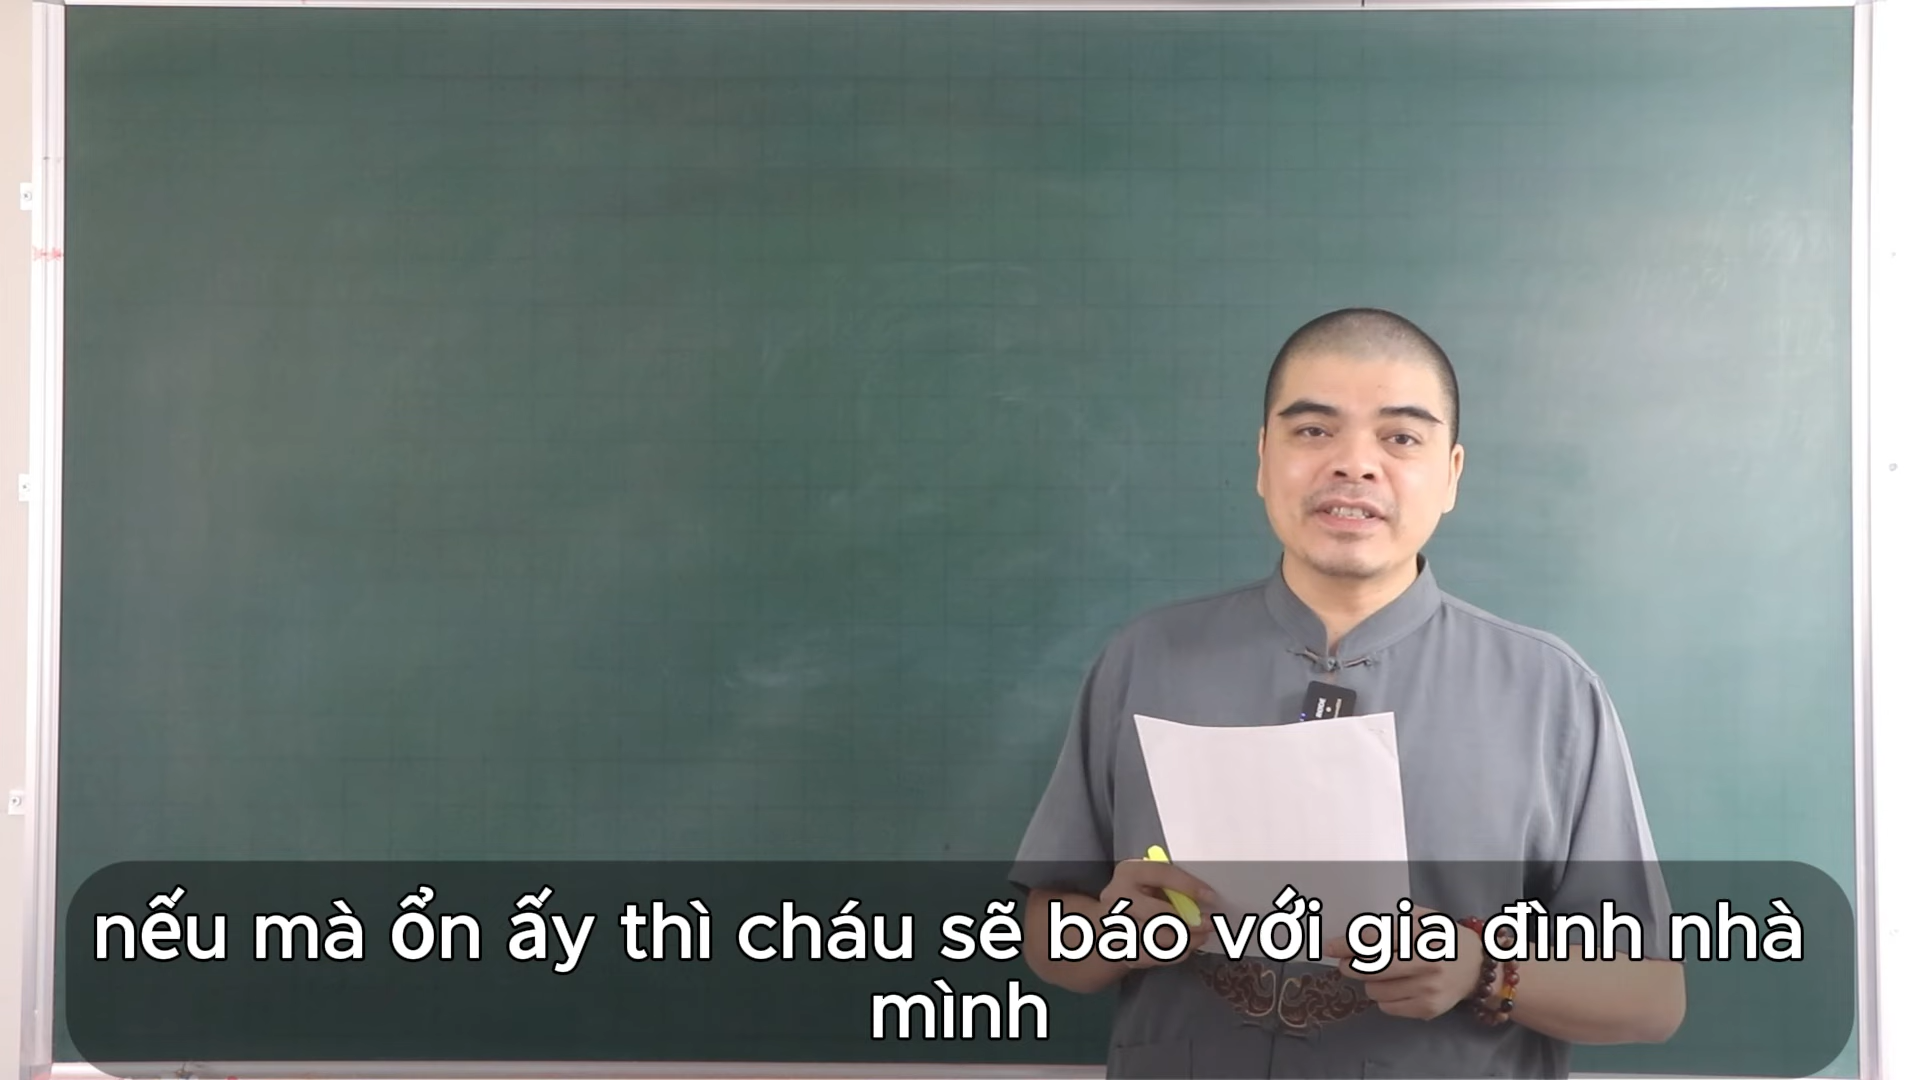 nếu mà ổn ấy thì cháu sẽ báo với gia đình nhà
mình